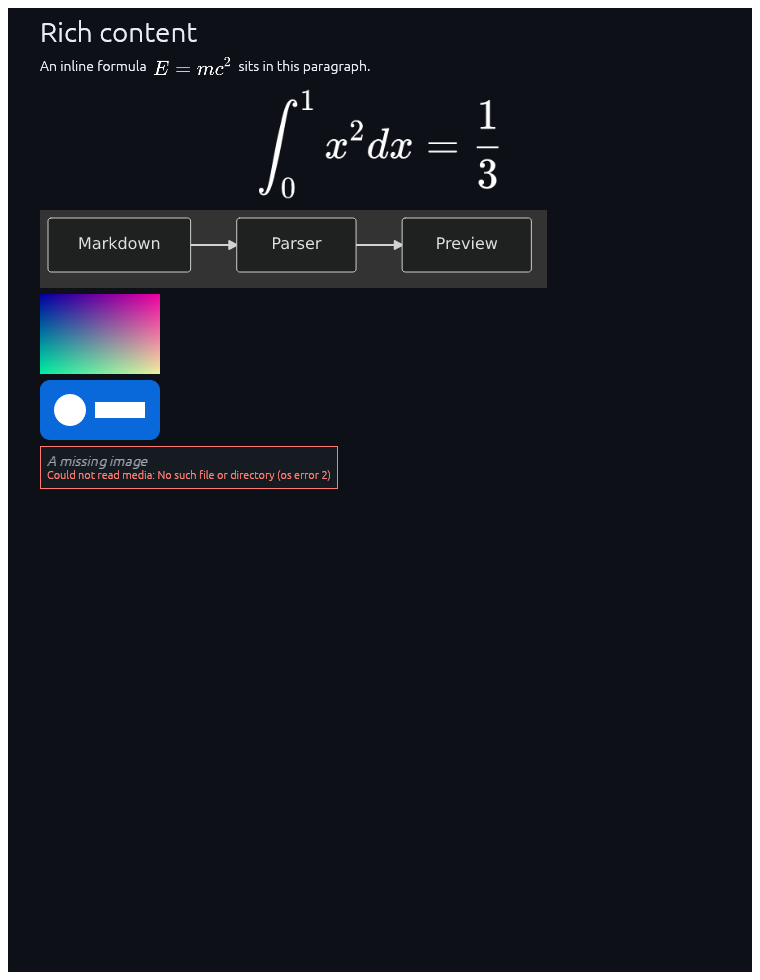 Rich content
An inline formula E = mc² sits in this paragraph.
∫₀¹ x²dx = 1/3
Markdown
Parser
Preview
A missing image
Could not read media: No such file or directory (os error 2)